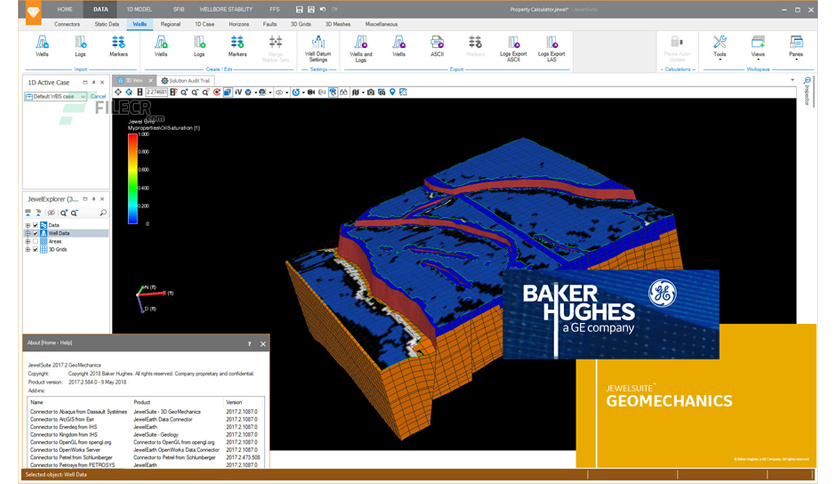 HOME DATA 1D MODEL SFIB WELLBORE STABILITY FFS Property Calculator.jewel* - JewelSuite
Connectors Static Data Wells Regional 1D Case Horizons Faults 3D Grids 3D Meshes Miscellaneous
Wells Logs Markers Wells Logs Markers Merge Marker Sets Well Datum Settings Wells and Logs Wells ASCII Markers Logs Export ASCII Logs Export LAS Pause Auto Update Tools Views Panes
Import Create / Edit Settings Export Calculations Workspace
1D Active Case
Default WBS case Cancel
3D View Solution Audit Trail
Inspector
FILECR
.com
Jewel Grid
Myproperties\OilSaturation [1]
1.000
0.800
0.600
0.400
0.200
0
JewelExplorer (3...
Data
Well Data
Areas
3D Grids
N (ft)
E (ft)
D (ft)
BAKER
HUGHES
a GE company
JEWELSUITE™
GEOMECHANICS
© Baker Hughes, a GE Company. All rights reserved.
About [Home - Help]
JewelSuite 2017.2 GeoMechanics
Copyright: Copyright 2018 Baker Hughes. All rights reserved. Company proprietary and confidential.
Product version: 2017.2.584.0 - 9 May 2018
Add-ins:
Name Product Version
Connector to Abaqus from Dassault Systèmes JewelSuite - 3D GeoMechanics 2017.2.1087.0
Connector to ArcGIS from Esri JewelEarth Data Connector 2017.2.1087.0
Connector to Enerdeq from IHS JewelEarth 2017.2.1087.0
Connector to Kingdom from IHS JewelSuite - Geology 2017.2.1087.0
Connector to OpenGL from opengl.org Connector to OpenGL from opengl.org 2017.2.1087.0
Connector to OpenWorks Server JewelEarth OpenWorks Data Connector 2017.2.1087.0
Connector to Petrel from Schlumberger Connector to Petrel from Schlumberger 2017.2.473.508
Connector to Petrosys from PETROSYS JewelEarth 2017.2.1087.0
Selected object: Well Data